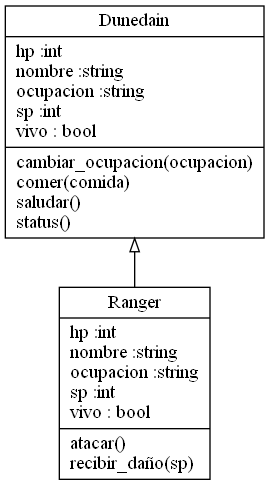 Dunedain
hp :int
nombre :string
ocupacion :string
sp :int
vivo : bool
cambiar_ocupacion(ocupacion)
comer(comida)
saludar()
status()
Ranger
hp :int
nombre :string
ocupacion :string
sp :int
vivo : bool
atacar()
recibir_daño(sp)